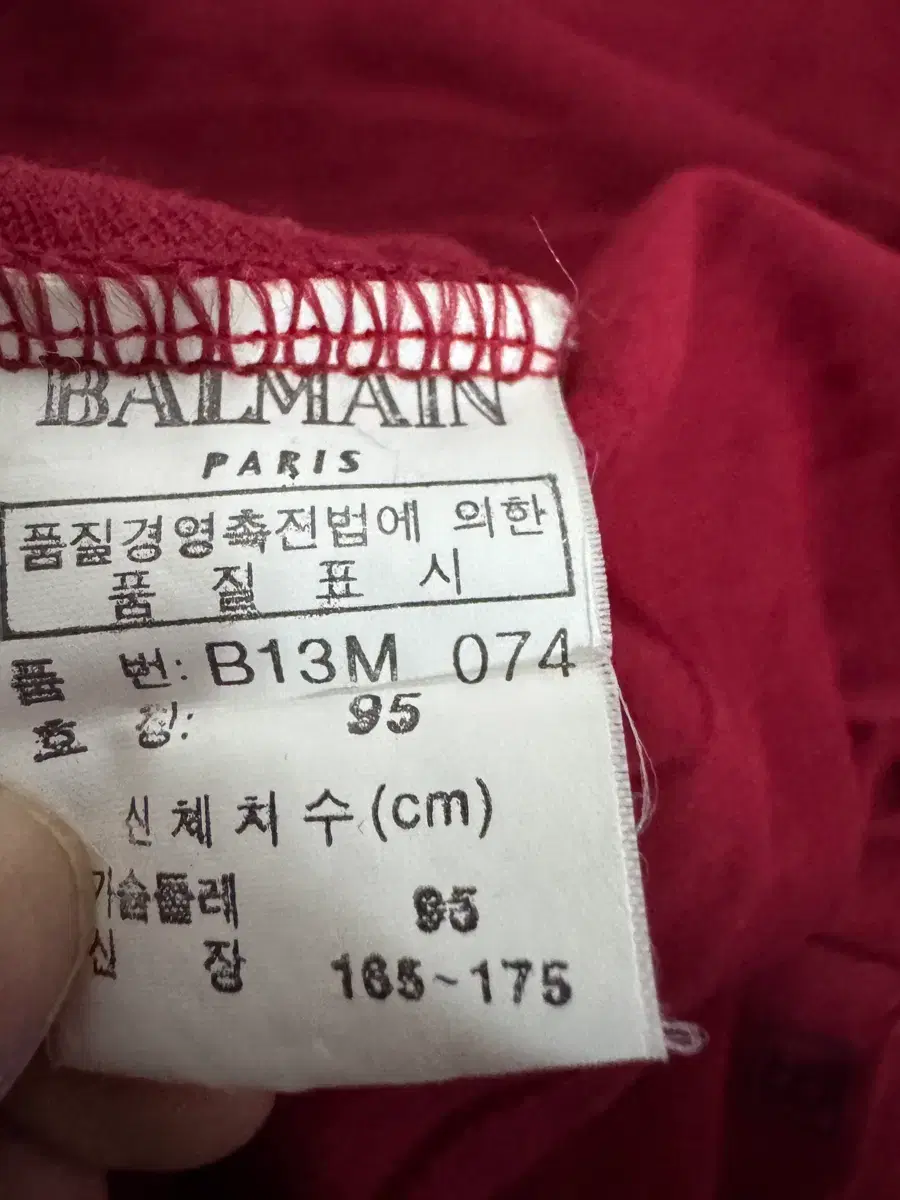 BALMAIN
PARIS
품질경영촉진법에 의한
품 질 표 시
품 번: B13M 074
호 칭: 95
신체치수(cm)
가슴둘레 95
신 장 165~175